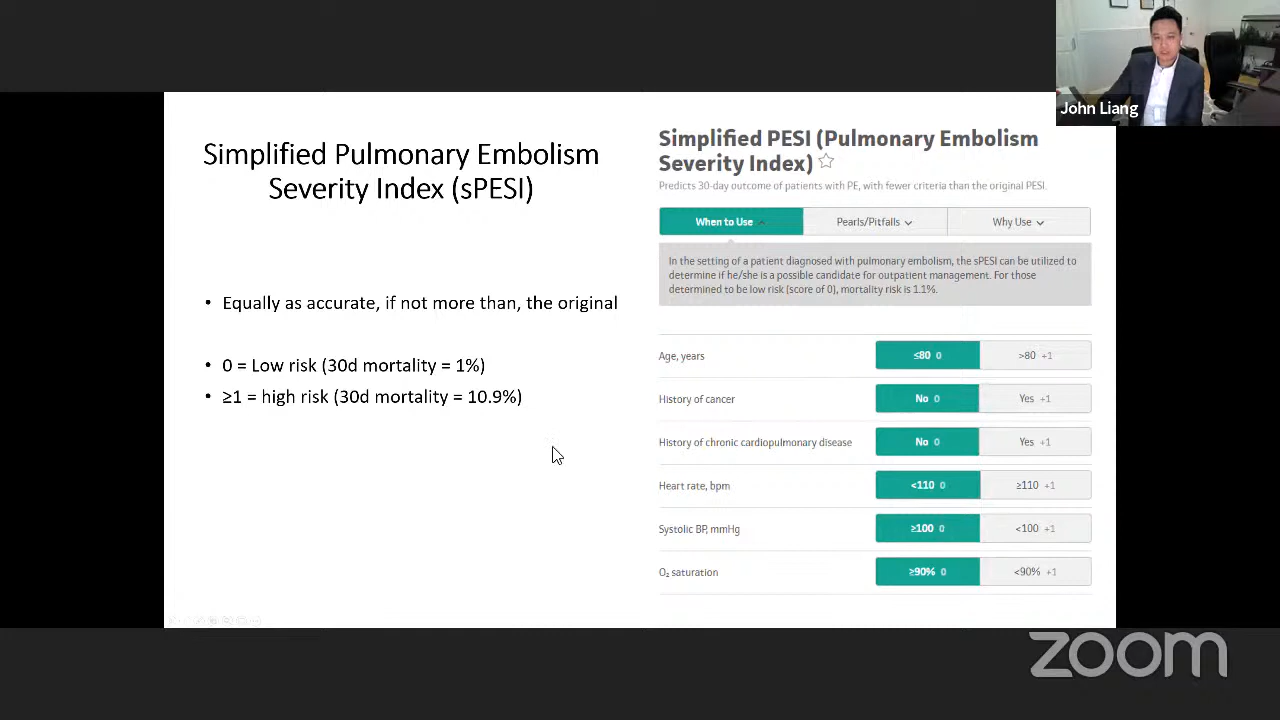 John Liang
Simplified Pulmonary Embolism
Severity Index (sPESI)
• Equally as accurate, if not more than, the original
• 0 = Low risk (30d mortality = 1%)
• ≥1 = high risk (30d mortality = 10.9%)
Simplified PESI (Pulmonary Embolism
Severity Index)
Predicts 30-day outcome of patients with PE, with fewer criteria than the original PESI.
When to Use Pearls/Pitfalls Why Use
In the setting of a patient diagnosed with pulmonary embolism, the sPESI can be utilized to
determine if he/she is a possible candidate for outpatient management. For those
determined to be low risk (score of 0), mortality risk is 1.1%.
Age, years ≤80 0 >80 +1
History of cancer No 0 Yes +1
History of chronic cardiopulmonary disease No 0 Yes +1
Heart rate, bpm <110 0 ≥110 +1
Systolic BP, mmHg ≥100 0 <100 +1
O₂ saturation ≥90% 0 <90% +1
zoom